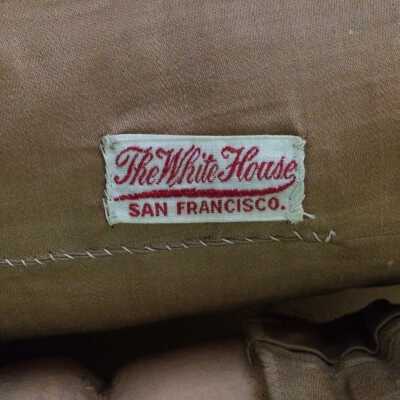 The White House
SAN FRANCISCO.